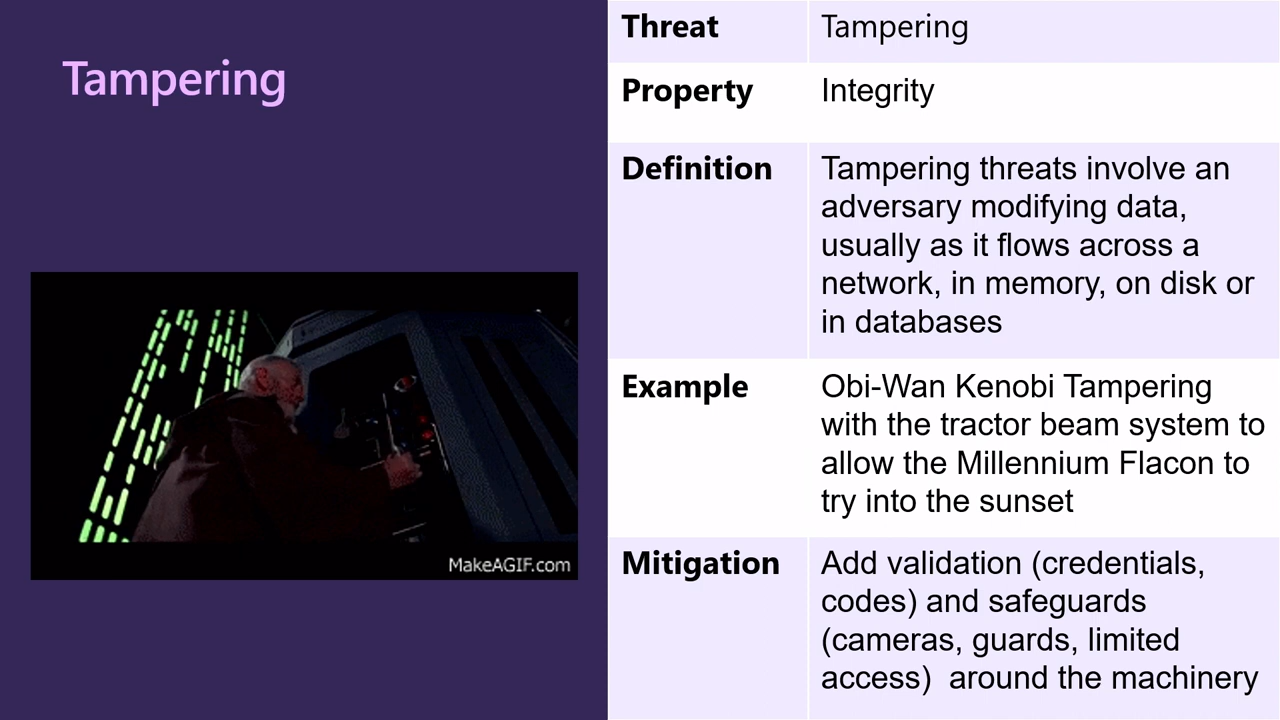 Tampering
Threat
Tampering
Property
Integrity
Definition
Tampering threats involve an
adversary modifying data,
usually as it flows across a
network, in memory, on disk or
in databases
Example
Obi-Wan Kenobi Tampering
with the tractor beam system to
allow the Millennium Flacon to
try into the sunset
Mitigation
Add validation (credentials,
codes) and safeguards
(cameras, guards, limited
access)  around the machinery
MakeAGIF.com